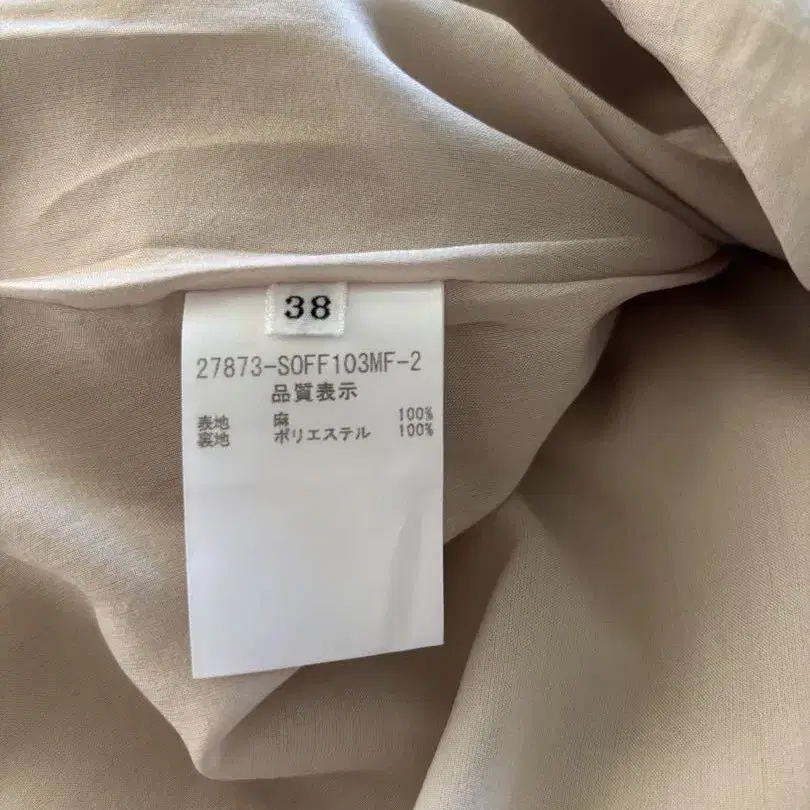 38
27873-SOFF103MF-2
品質表示
表地 麻 100%
裏地 ポリエステル 100%